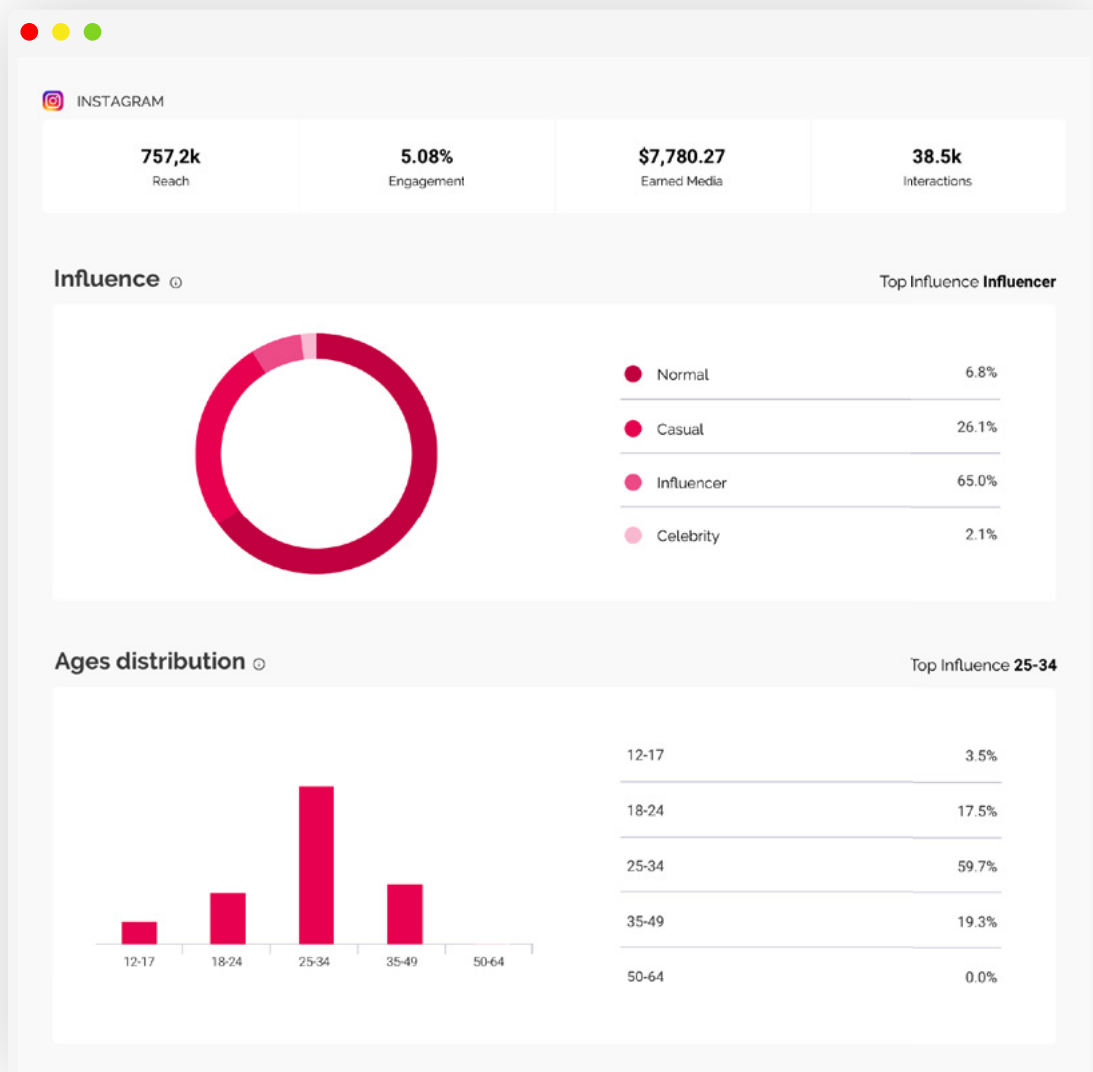 INSTAGRAM
757,2k
Reach
5.08%
Engagement
$7,780.27
Earned Media
38.5k
Interactions
Influence
Top Influence Influencer
Normal 6.8%
Casual 26.1%
Influencer 65.0%
Celebrity 2.1%
Ages distribution
Top Influence 25-34
12-17 18-24 25-34 35-49 50-64
12-17 3.5%
18-24 17.5%
25-34 59.7%
35-49 19.3%
50-64 0.0%